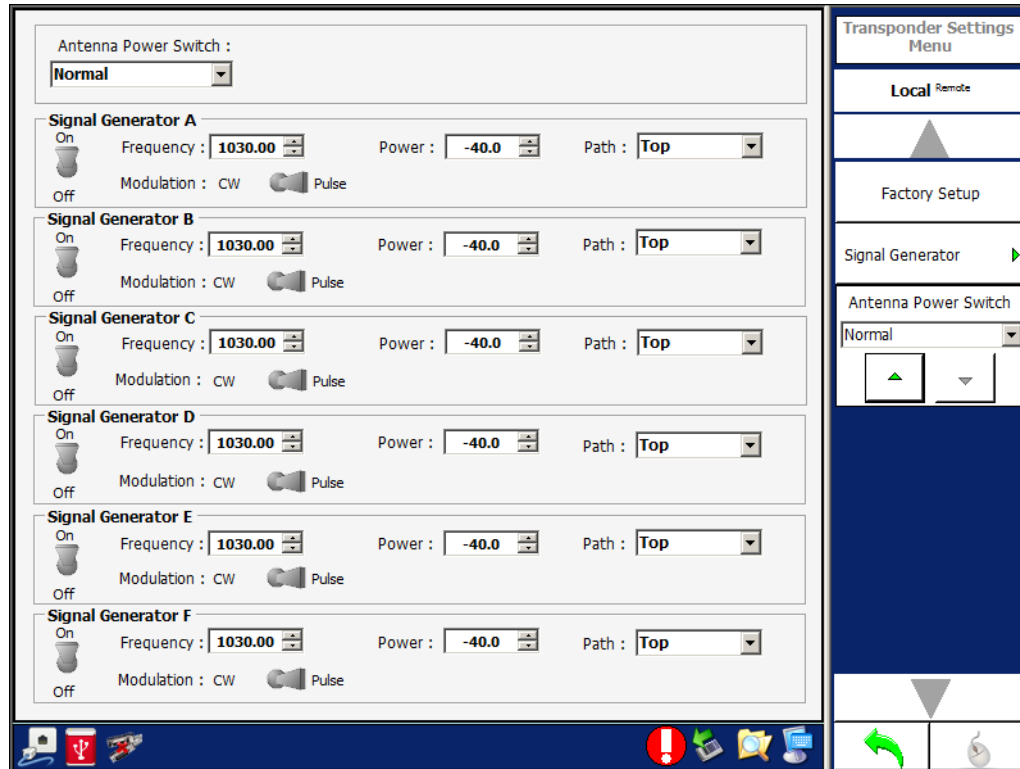 Antenna Power Switch :
Normal
Signal Generator A
On
Frequency : 1030.00 Power : -40.0 Path : Top
Modulation : CW Pulse
Off
Signal Generator B
On
Frequency : 1030.00 Power : -40.0 Path : Top
Modulation : CW Pulse
Off
Signal Generator C
On
Frequency : 1030.00 Power : -40.0 Path : Top
Modulation : CW Pulse
Off
Signal Generator D
On
Frequency : 1030.00 Power : -40.0 Path : Top
Modulation : CW Pulse
Off
Signal Generator E
On
Frequency : 1030.00 Power : -40.0 Path : Top
Modulation : CW Pulse
Off
Signal Generator F
On
Frequency : 1030.00 Power : -40.0 Path : Top
Modulation : CW Pulse
Off
Transponder Settings
Menu
Local Remote
Factory Setup
Signal Generator
Antenna Power Switch
Normal